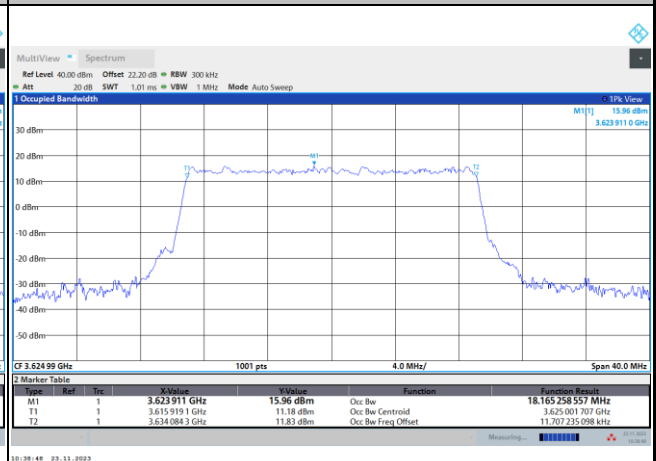 MultiView Spectrum
Ref Level 40.00 dBm Offset 22.20 dB RBW 300 kHz
Att 20 dB SWT 1.01 ms VBW 1 MHz Mode Auto Sweep
1 Occupied Bandwidth 1Pk View
M1[1] 15.96 dBm
3.623 911 0 GHz
30 dBm
20 dBm
M1
T1
T2
10 dBm
0 dBm
-10 dBm
-20 dBm
-30 dBm
-40 dBm
-50 dBm
CF 3.624 99 GHz 1001 pts 4.0 MHz/ Span 40.0 MHz
2 Marker Table
Type Ref Trc X-Value Y-Value Function Function Result
M1 1 3.623 911 GHz 15.96 dBm Occ Bw 18.165 258 557 MHz
T1 1 3.615 919 1 GHz 11.18 dBm Occ Bw Centroid 3.625 001 707 GHz
T2 1 3.634 084 3 GHz 11.83 dBm Occ Bw Freq Offset 11.707 235 098 kHz
Measuring...
10:38:48 23.11.2023